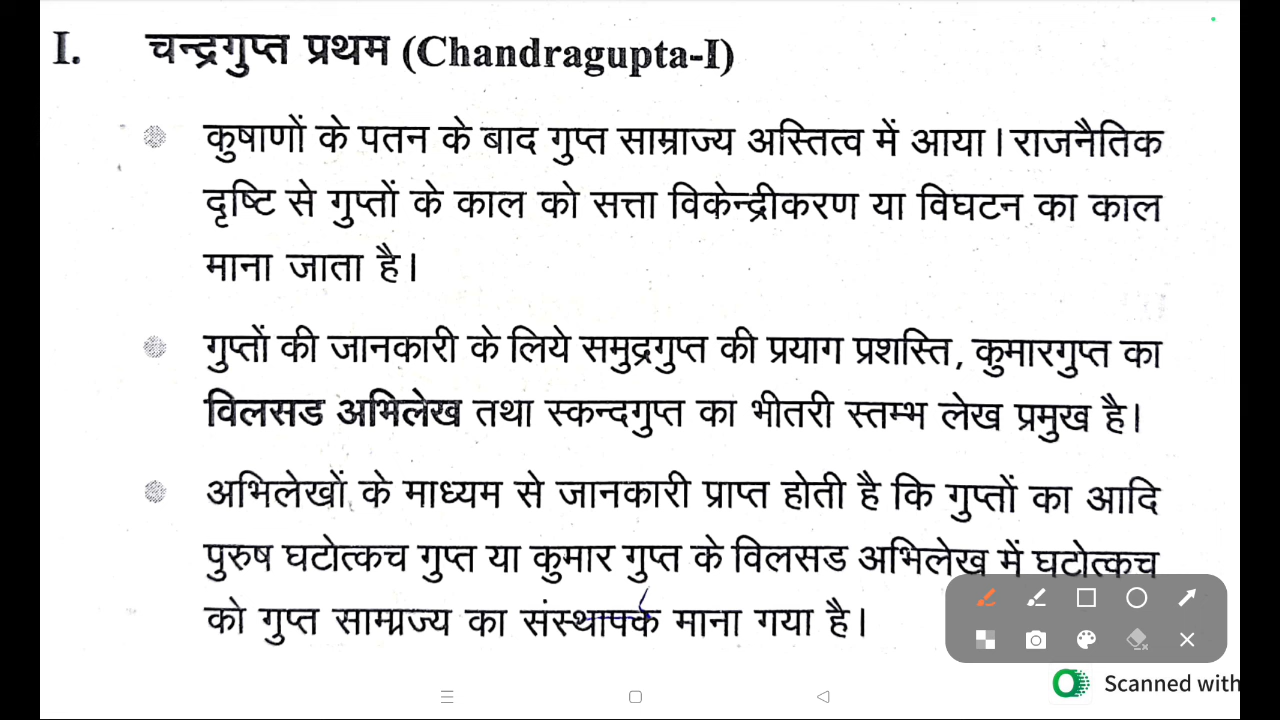 I. चन्द्रगुप्त प्रथम (Chandragupta-I)
कुषाणों के पतन के बाद गुप्त साम्राज्य अस्तित्व में आया। राजनैतिक
दृष्टि से गुप्तों के काल को सत्ता विकेन्द्रीकरण या विघटन का काल
माना जाता है।
गुप्तों की जानकारी के लिये समुद्रगुप्त की प्रयाग प्रशस्ति, कुमारगुप्त का
विलसड अभिलेख तथा स्कन्दगुप्त का भीतरी स्तम्भ लेख प्रमुख है।
अभिलेखों के माध्यम से जानकारी प्राप्त होती है कि गुप्तों का आदि
पुरुष घटोत्कच गुप्त या कुमार गुप्त के विलसड अभिलेख में घटोत्कच
को गुप्त साम्राज्य का संस्थापक माना गया है।
Scanned with